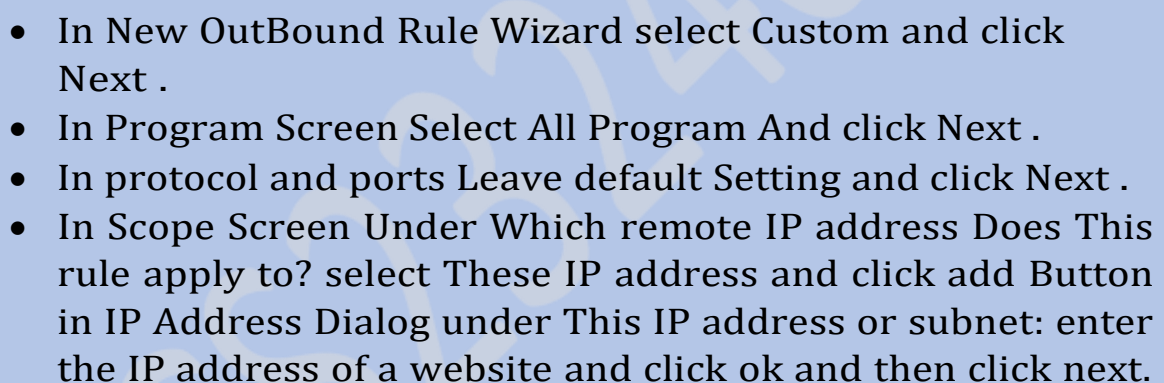 • In New OutBound Rule Wizard select Custom and click
Next .
• In Program Screen Select All Program And click Next .
• In protocol and ports Leave default Setting and click Next .
• In Scope Screen Under Which remote IP address Does This
rule apply to? select These IP address and click add Button
in IP Address Dialog under This IP address or subnet: enter
the IP address of a website and click ok and then click next.